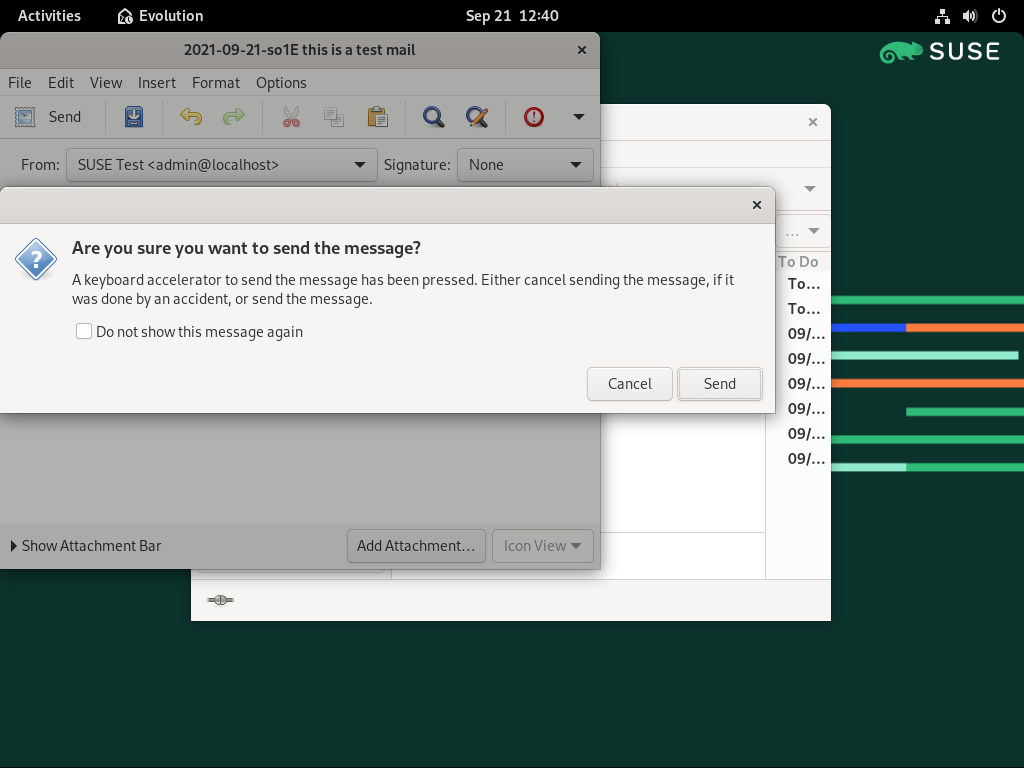 Activities
Evolution
Sep 21 12:40
2021-09-21-so1E this is a test mail
SUSE
File Edit View Insert Format Options
Send
From: SUSE Test <admin@localhost> Signature: None
Are you sure you want to send the message?
A keyboard accelerator to send the message has been pressed. Either cancel sending the message, if it
was done by an accident, or send the message.
Do not show this message again
Cancel Send
...
To Do
To...
To...
09/...
09/...
09/...
09/...
09/...
09/...
Show Attachment Bar
Add Attachment...
Icon View